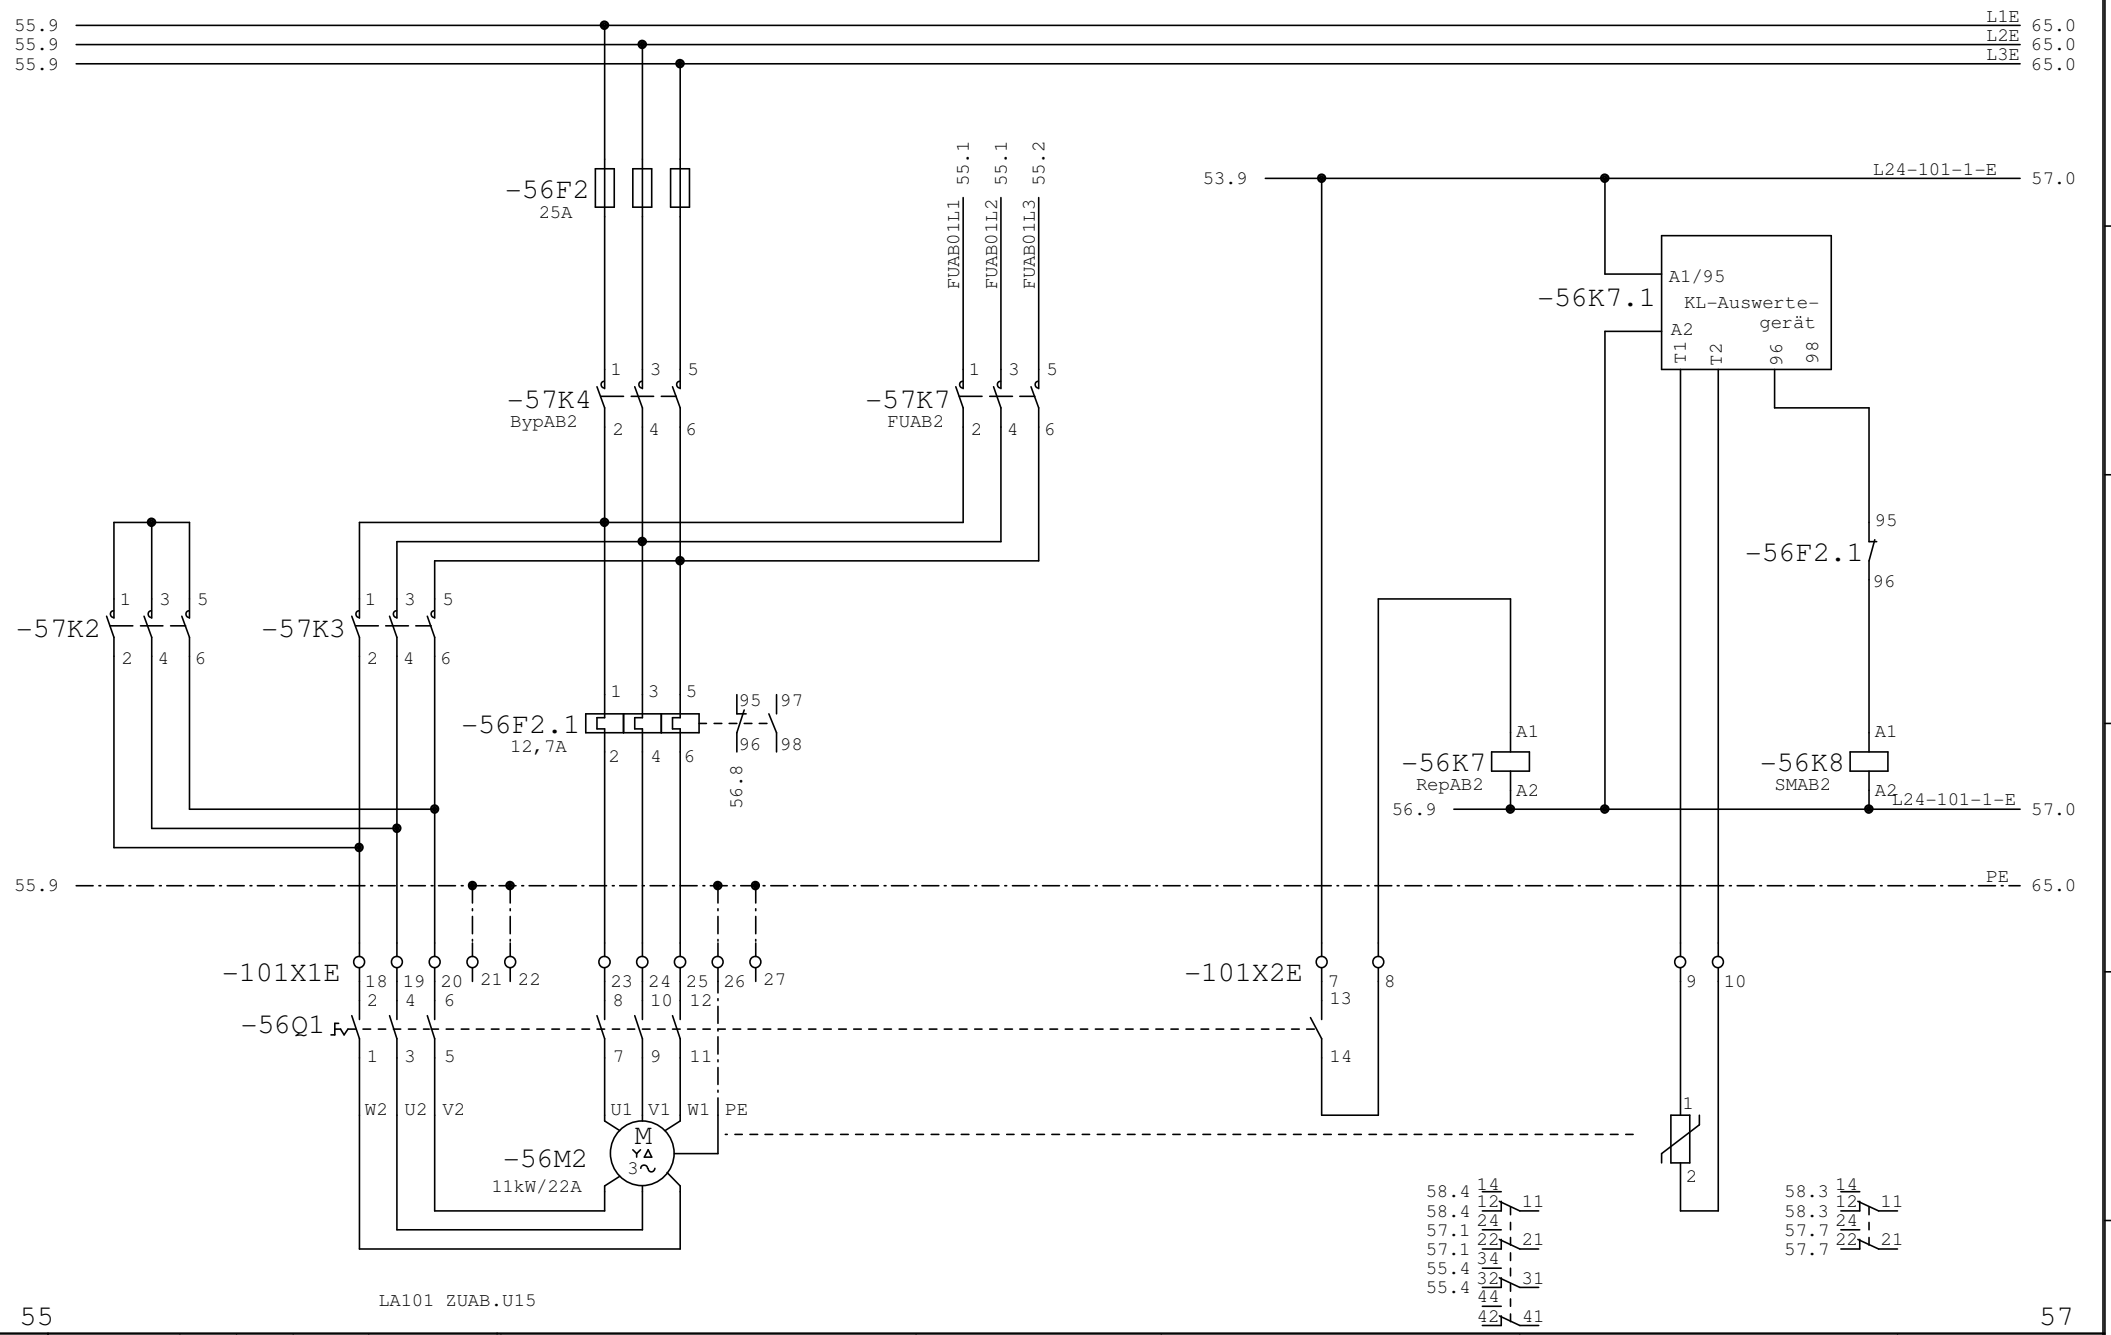 55.9 L1E 65.0
55.9 L2E 65.0
55.9 L3E 65.0
55.1 55.1 55.2
53.9 L24-101-1-E 57.0
-56F2
25A
FUAB01L1 FUAB01L2 FUAB01L3
A1/95
-56K7.1 KL-Auswerte-
gerät
A2
T1 T2 96 98
1 3 5 1 3 5
-57K4 -57K7
BypAB2 FUAB2
2 4 6 2 4 6
95
-56F2.1
96
1 3 5 1 3 5
-57K2 -57K3
2 4 6 2 4 6
1 3 5 95 97
-56F2.1
12,7A
2 4 6 96 98
56.8
A1 A1
-56K7 -56K8
RepAB2 SMAB2
A2 A2
56.9 L24-101-1-E 57.0
55.9 PE 65.0
-101X1E 18 19 20 21 22 23 24 25 26 27
-101X2E 7 8 9 10
2 4 6 8 10 12 13
-56Q1
1 3 5 7 9 11 14
W2 U2 V2 U1 V1 W1 PE
1
M
-56M2
3
11kW/22A
2
58.4 14
58.4 12 11
57.1 24
57.1 22 21
55.4 34
55.4 32 31
44
42 41
58.3 14
58.3 12 11
57.7 24
57.7 22 21
LA101 ZUAB.U15
55 57